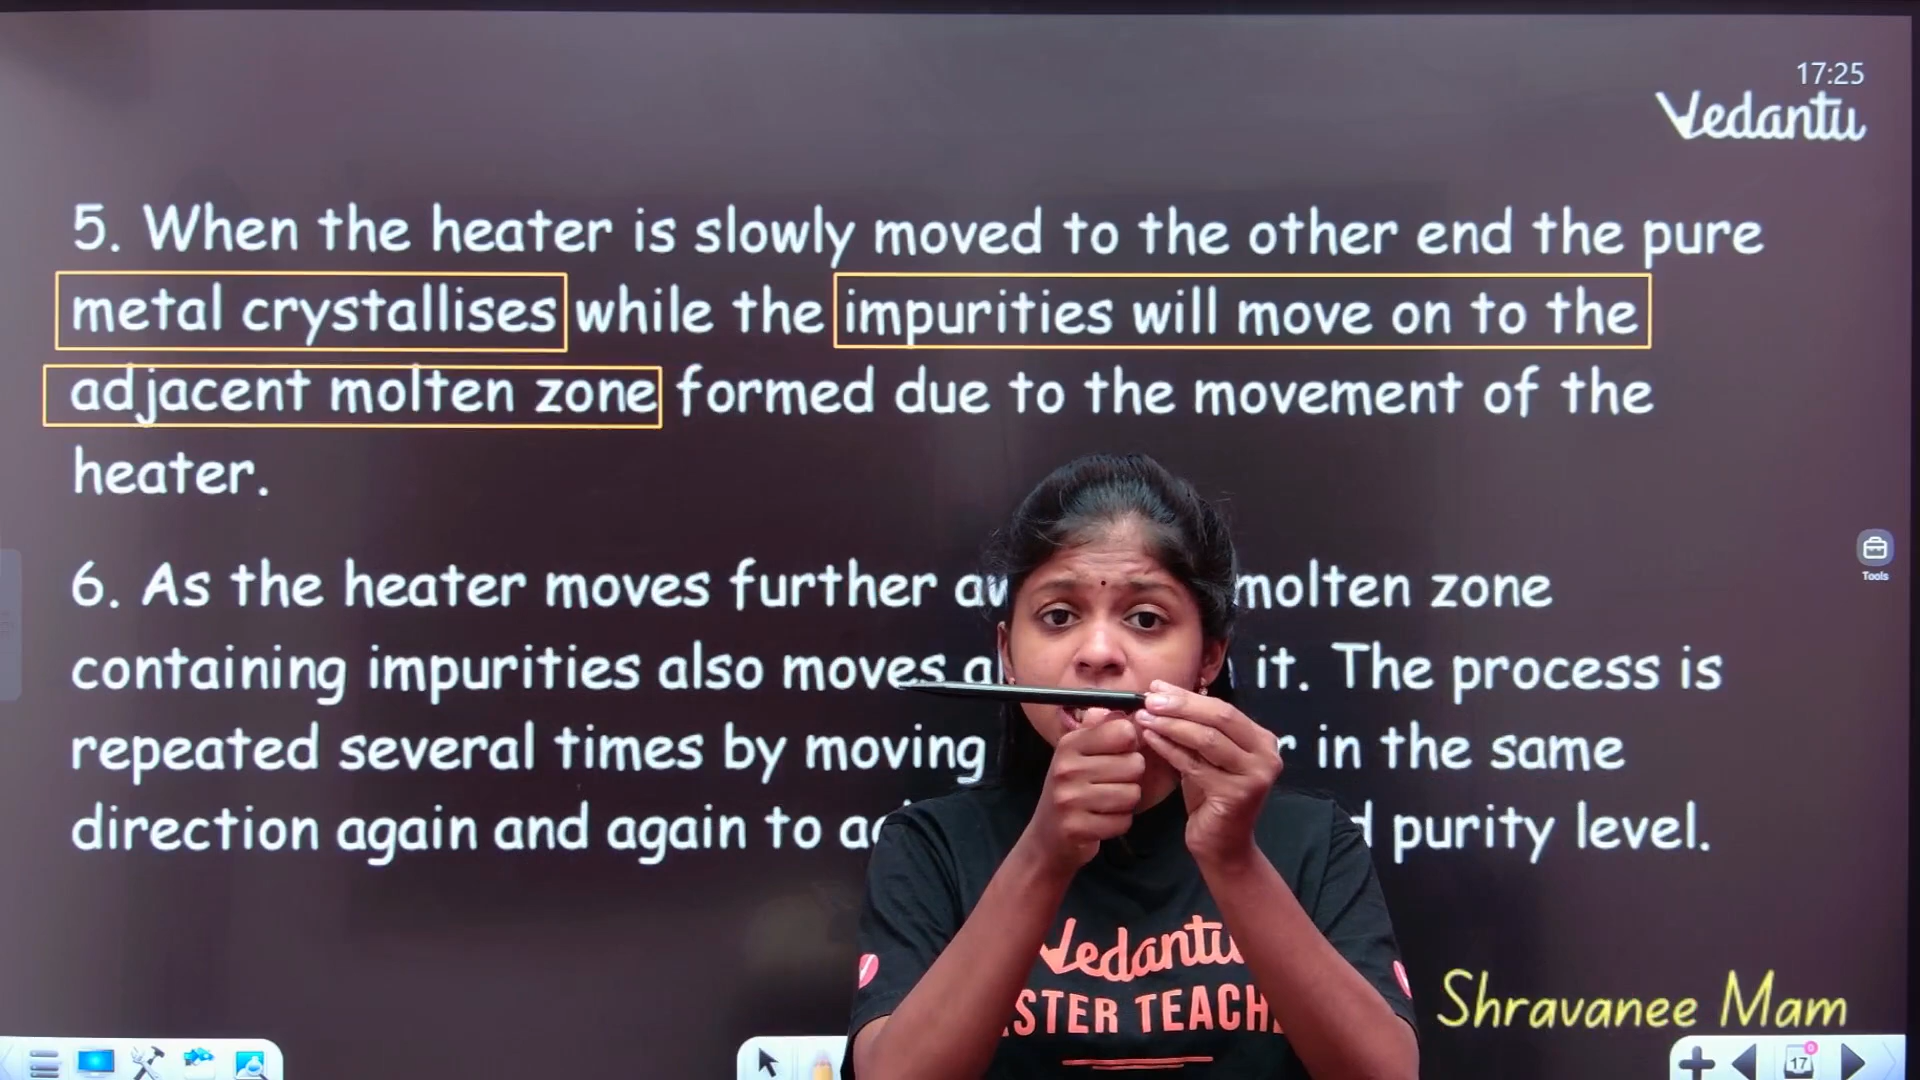 17:25
Vedantu
5. When the heater is slowly moved to the other end the pure
metal crystallises while the impurities will move on to the
adjacent molten zone formed due to the movement of the
heater.
6. As the heater moves further molten zone
containing impurities also moves it. The process is
repeated several times by moving in the same
direction again and again to purity level.
Tools
Vedantu
TEACH
Shravanee Mam
17